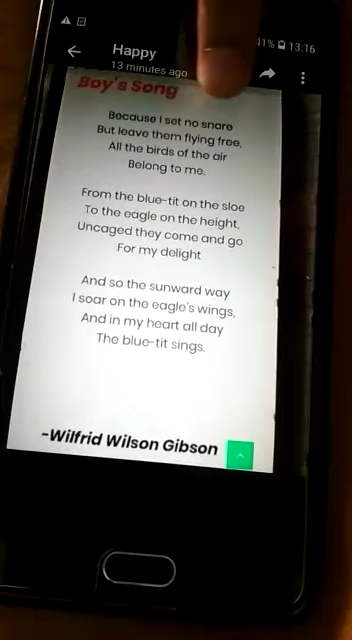 41% 13:16
Happy
13 minutes ago
Boy's Song
Because I set no snare
But leave them flying free,
All the birds of the air
Belong to me.
From the blue-tit on the sloe
To the eagle on the height,
Uncaged they come and go
For my delight
And so the sunward way
I soar on the eagle's wings,
And in my heart all day
The blue-tit sings.
-Wilfrid Wilson Gibson